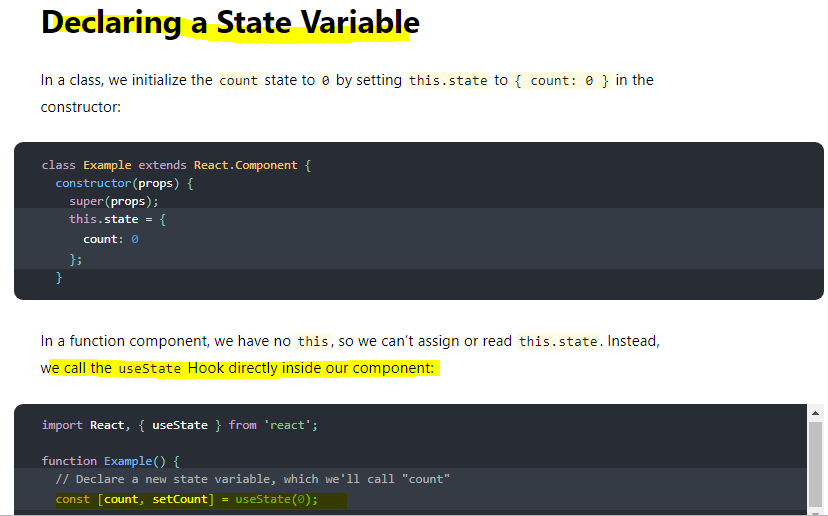 Declaring a State Variable
In a class, we initialize the count state to 0 by setting this.state to { count: 0 } in the
constructor:
class Example extends React.Component {
constructor(props) {
super(props);
this.state = {
count: 0
};
}
In a function component, we have no this, so we can't assign or read this.state. Instead,
we call the useState Hook directly inside our component:
import React, { useState } from 'react';
function Example() {
// Declare a new state variable, which we'll call "count"
const [count, setCount] = useState(0);